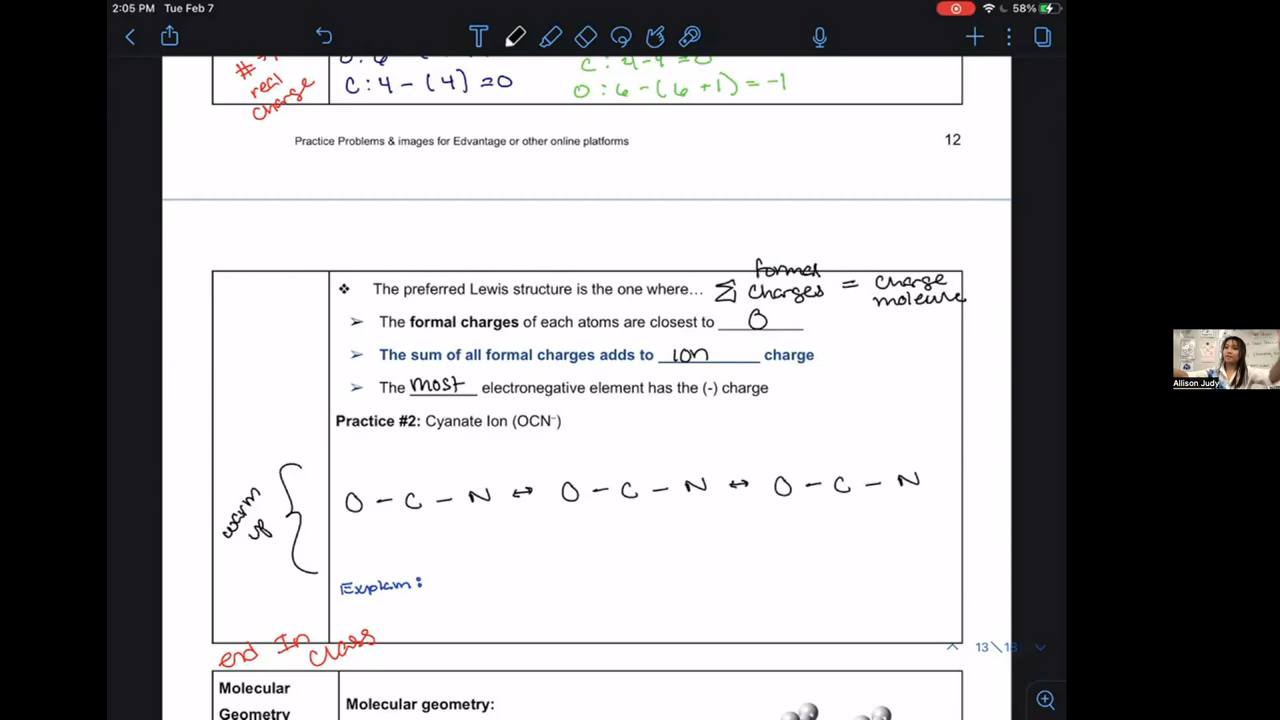 2:05 PM Tue Feb 7
58%
real
charge
C : 4 - (4) = 0
C : 4 - 4 = 0
O : 6 - (6 + 1) = -1
Practice Problems & images for Edvantage or other online platforms
12
❖ The preferred Lewis structure is the one where... Σ formal charges = charge molecule
➢ The formal charges of each atoms are closest to 0
➢ The sum of all formal charges adds to ion charge
➢ The most electronegative element has the (-) charge
Practice #2: Cyanate Ion (OCN⁻)
warm up
O - C - N ↔ O - C - N ↔ O - C - N
Explain:
end In class
13\18
Molecular
Geometry
Molecular geometry:
Allison Judy